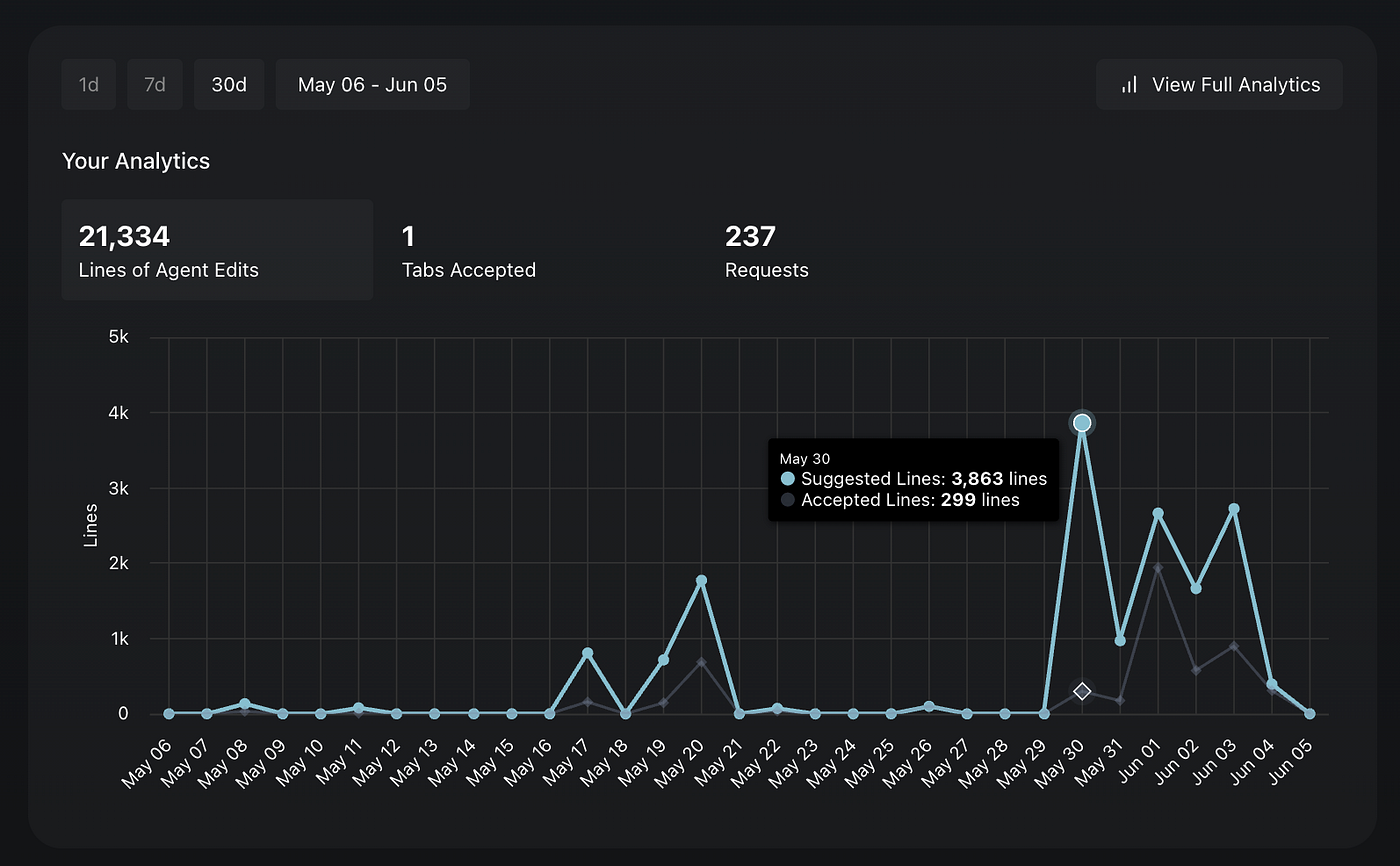 1d
7d
30d
May 06 - Jun 05
View Full Analytics
Your Analytics
21,334
Lines of Agent Edits
1
Tabs Accepted
237
Requests
5k
4k
3k
2k
1k
0
Lines
May 30
Suggested Lines: 3,863 lines
Accepted Lines: 299 lines
May 06
May 07
May 08
May 09
May 10
May 11
May 12
May 13
May 14
May 15
May 16
May 17
May 18
May 19
May 20
May 21
May 22
May 23
May 24
May 25
May 26
May 27
May 28
May 29
May 30
May 31
Jun 01
Jun 02
Jun 03
Jun 04
Jun 05